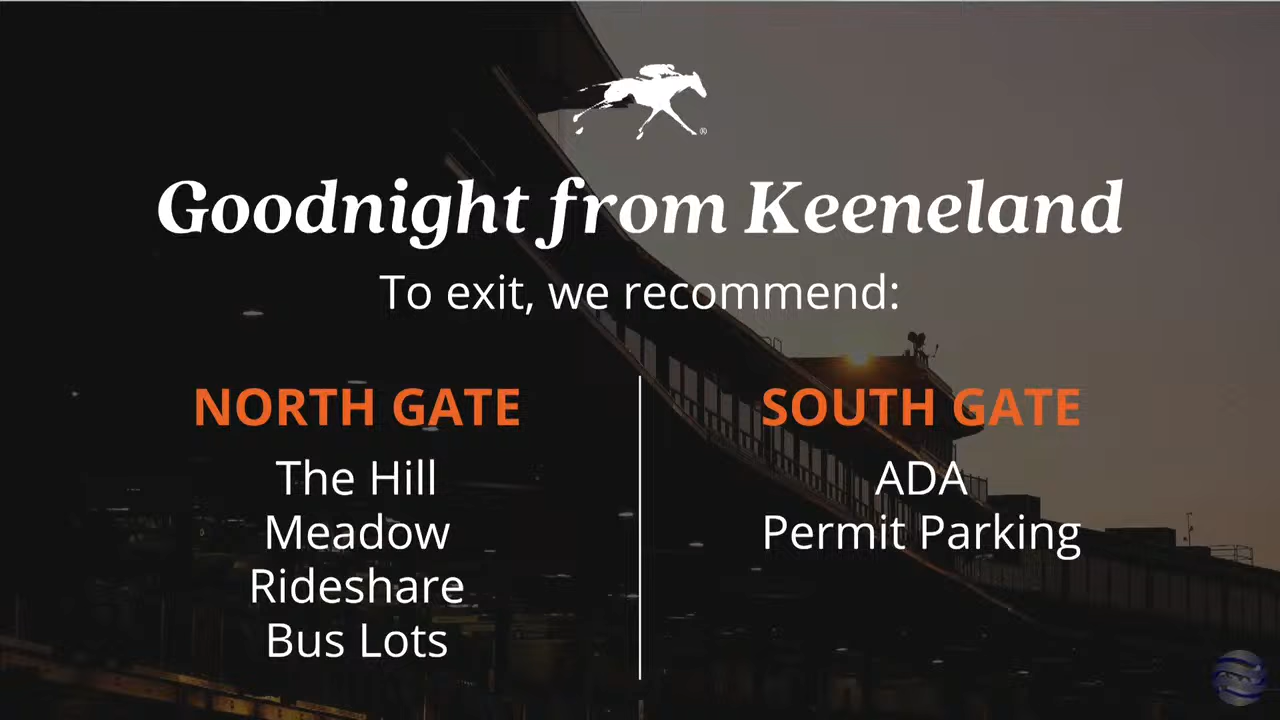 Goodnight from Keeneland
To exit, we recommend:
NORTH GATE
The Hill
Meadow
Rideshare
Bus Lots
SOUTH GATE
ADA
Permit Parking